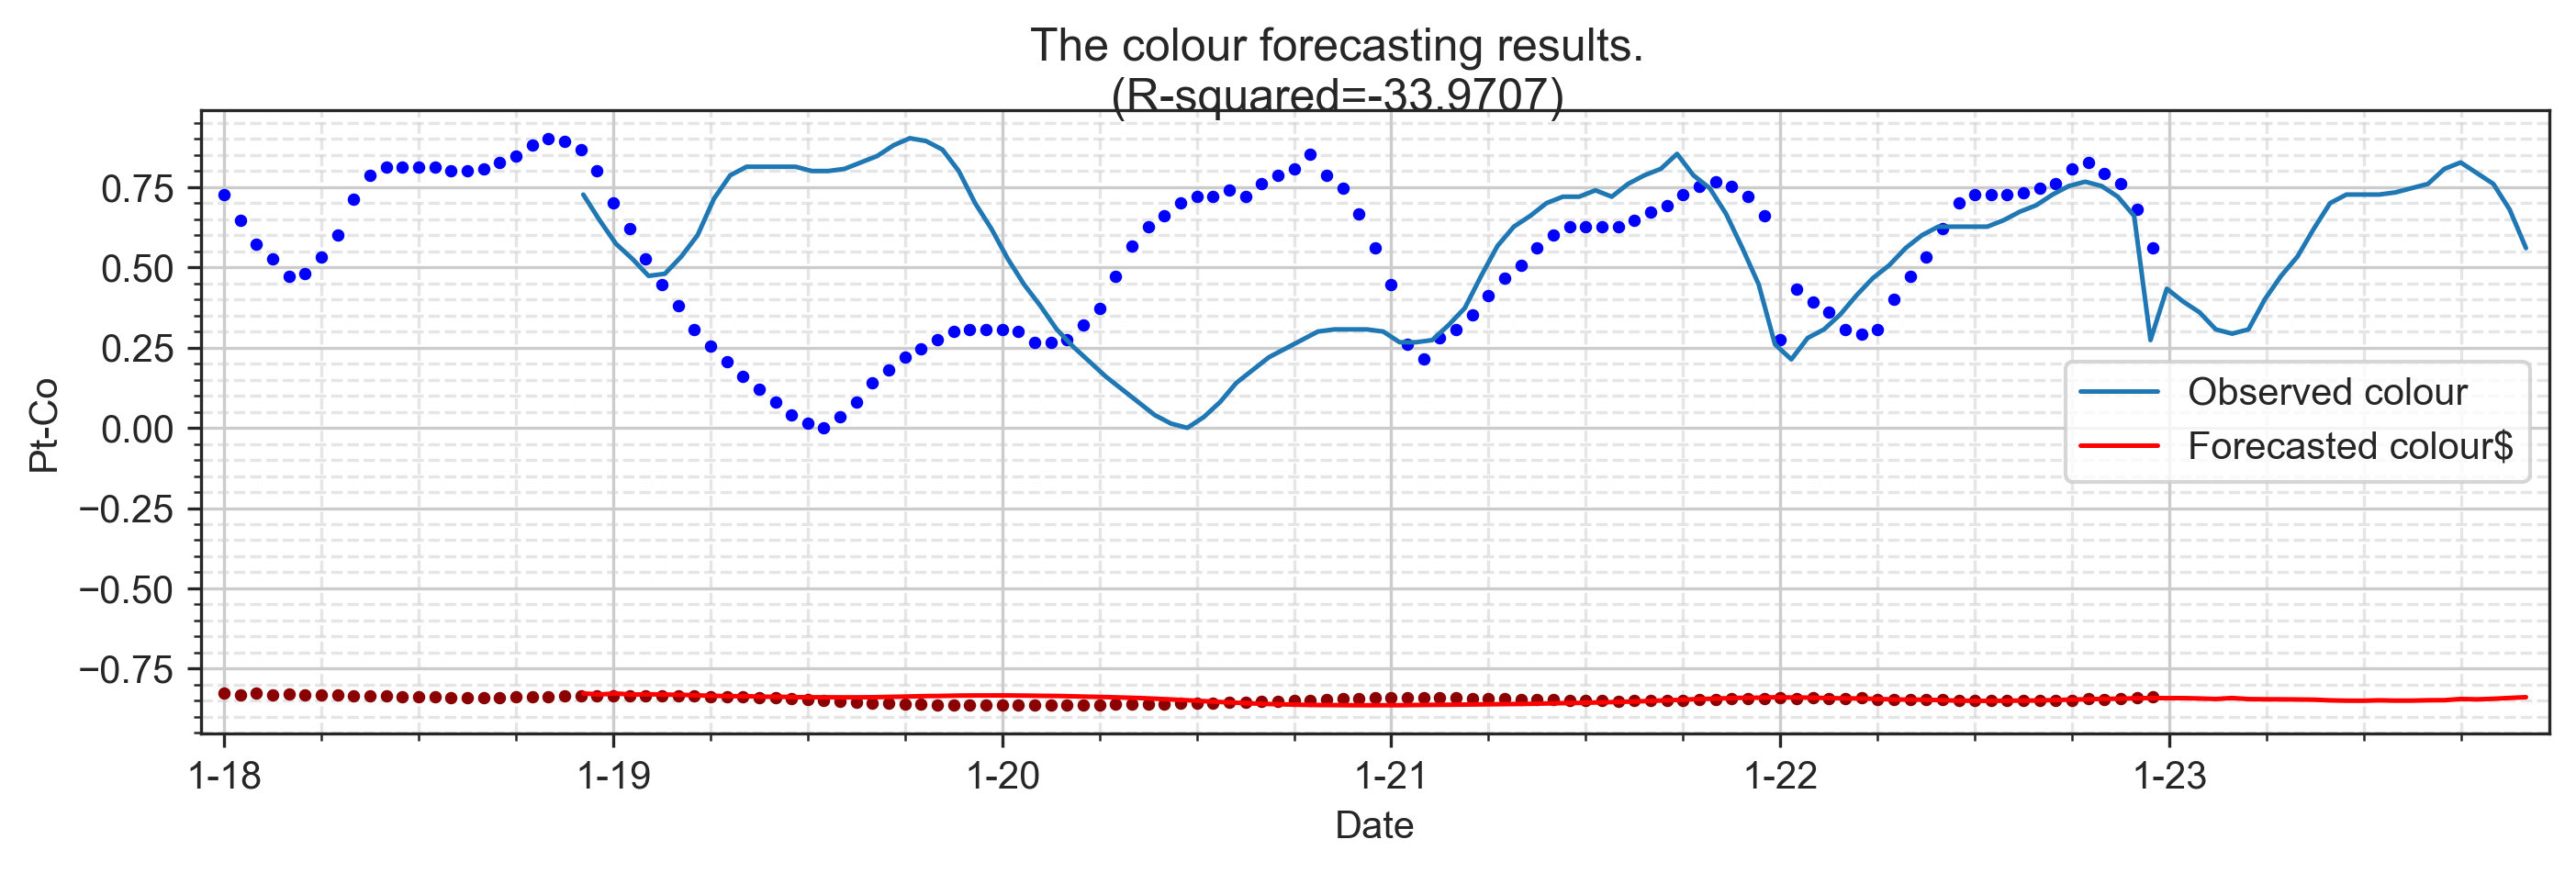 The colour forecasting results.
(R-squared=-33.9707)
Pt-Co
0.75
0.50
0.25
0.00
−0.25
−0.50
−0.75
Observed colour
Forecasted colour$
1-18 1-19 1-20 1-21 1-22 1-23
Date